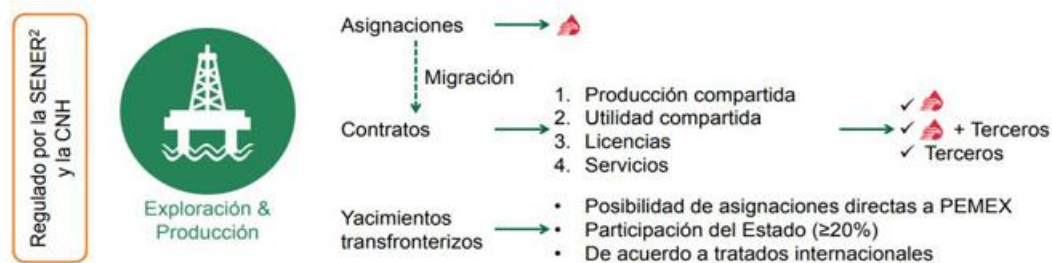 Regulado por la SENER²
y la CNH
Exploración &
Producción
Asignaciones
Migración
Contratos
1. Producción compartida
2. Utilidad compartida
3. Licencias
4. Servicios
✓
✓ + Terceros
✓ Terceros
Yacimientos
transfronterizos
• Posibilidad de asignaciones directas a PEMEX
• Participación del Estado (≥20%)
• De acuerdo a tratados internacionales